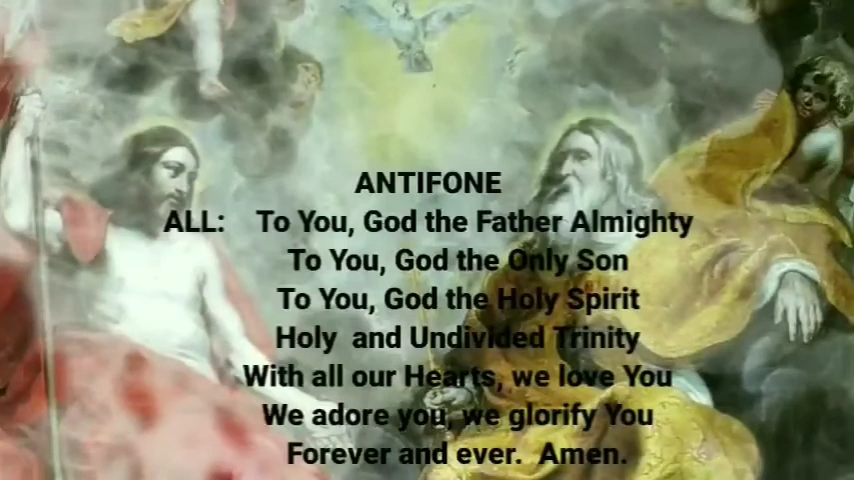 ANTIFONE
ALL: To You, God the Father Almighty
To You, God the Only Son
To You, God the Holy Spirit
Holy and Undivided Trinity
With all our Hearts, we love You
We adore you, we glorify You
Forever and ever. Amen.